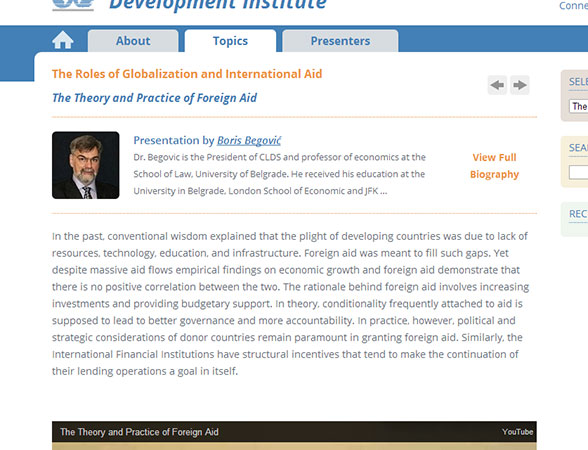 Development Institute
Conne
About
Topics
Presenters
The Roles of Globalization and International Aid
The Theory and Practice of Foreign Aid
SELE
The
Presentation by Boris Begović
Dr. Begovic is the President of CLDS and professor of economics at the
School of Law, University of Belgrade. He received his education at the
University in Belgrade, London School of Economic and JFK ...
View Full
Biography
SEA
REC
In the past, conventional wisdom explained that the plight of developing countries was due to lack of
resources, technology, education, and infrastructure. Foreign aid was meant to fill such gaps. Yet
despite massive aid flows empirical findings on economic growth and foreign aid demonstrate that
there is no positive correlation between the two. The rationale behind foreign aid involves increasing
investments and providing budgetary support. In theory, conditionality frequently attached to aid is
supposed to lead to better governance and more accountability. In practice, however, political and
strategic considerations of donor countries remain paramount in granting foreign aid. Similarly, the
International Financial Institutions have structural incentives that tend to make the continuation of
their lending operations a goal in itself.
The Theory and Practice of Foreign Aid
YouTube